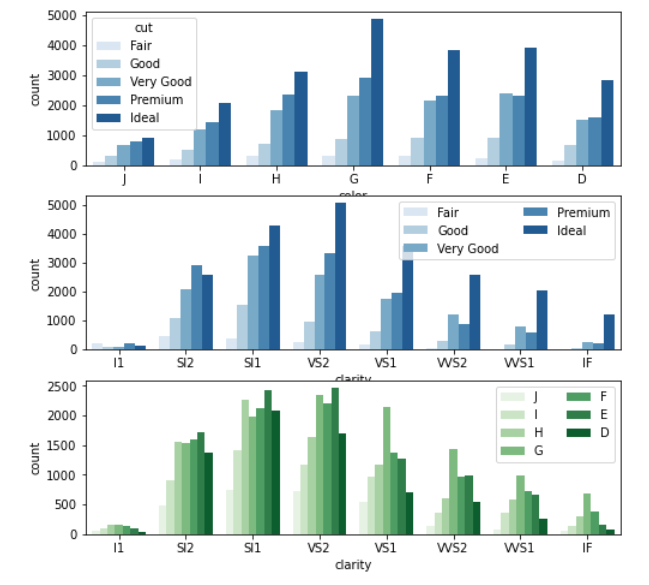 5000
4000
3000
2000
1000
0
count
cut
Fair
Good
Very Good
Premium
Ideal
J I H G F E D
color
5000
4000
3000
2000
1000
0
count
Fair Premium
Good Ideal
Very Good
I1 SI2 SI1 VS2 VS1 VVS2 VVS1 IF
clarity
2500
2000
1500
1000
500
0
count
J F
I E
H D
G
I1 SI2 SI1 VS2 VS1 VVS2 VVS1 IF
clarity